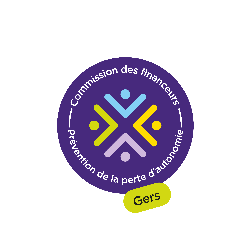 Commission des financeurs
Prévention de la perte d'autonomie
Gers